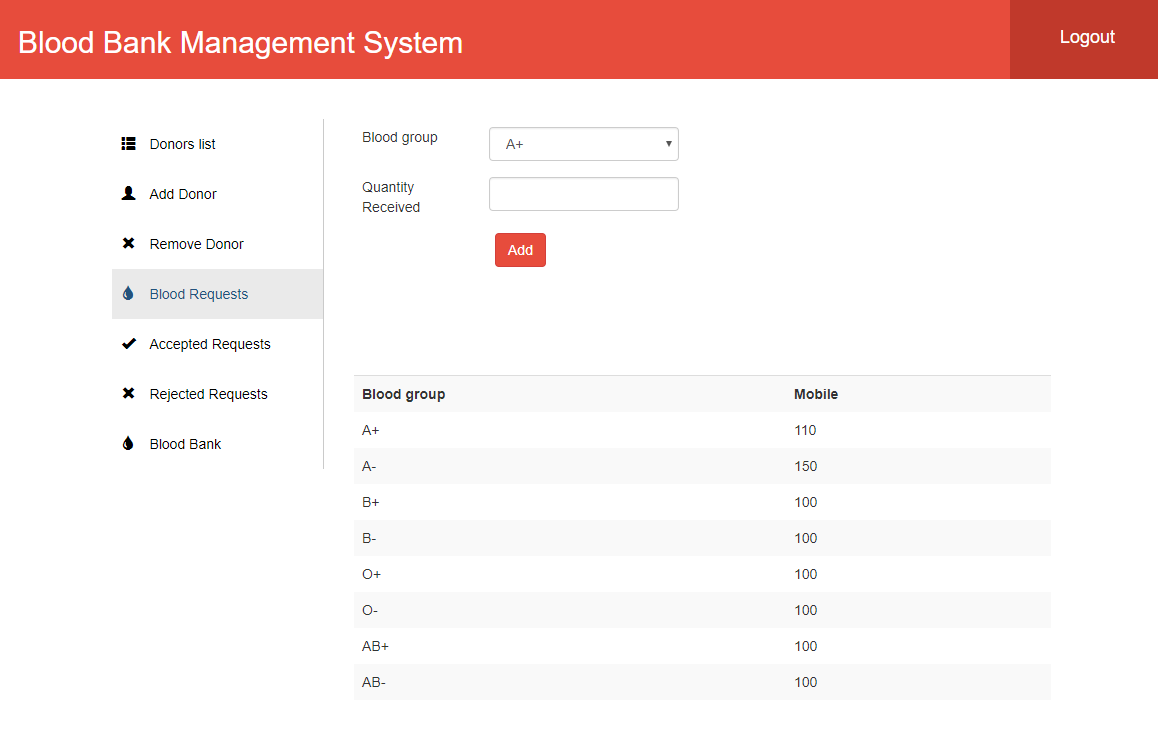 Blood Bank Management System
Logout
Donors list
Add Donor
Remove Donor
Blood Requests
Accepted Requests
Rejected Requests
Blood Bank
Blood group
A+
Quantity
Received
Add
Blood group Mobile
A+ 110
A- 150
B+ 100
B- 100
O+ 100
O- 100
AB+ 100
AB- 100